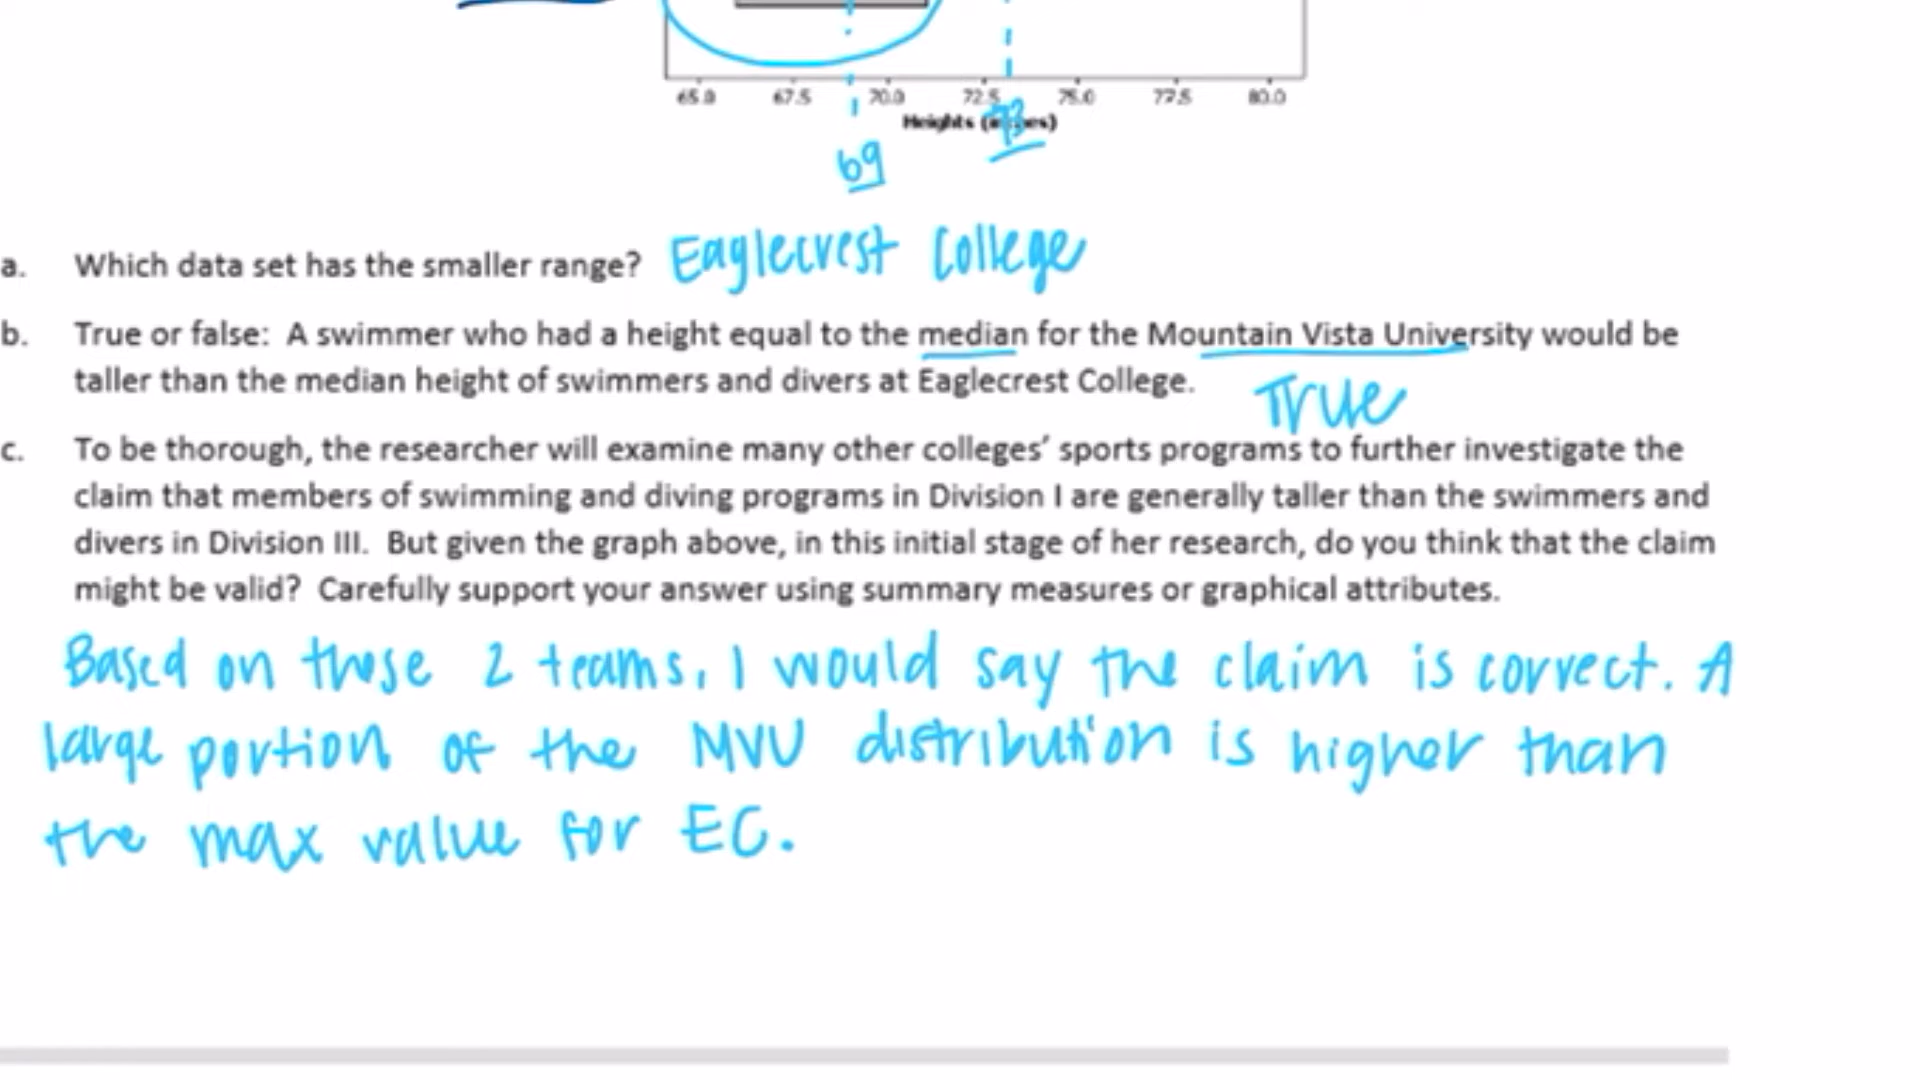 65.0 67.5 70.0 72.5 75.0 77.5 80.0
Heights (inches)
73
69
a. Which data set has the smaller range? Eaglecrest College
b. True or false: A swimmer who had a height equal to the median for the Mountain Vista University would be
taller than the median height of swimmers and divers at Eaglecrest College. True
c. To be thorough, the researcher will examine many other colleges' sports programs to further investigate the
claim that members of swimming and diving programs in Division I are generally taller than the swimmers and
divers in Division III. But given the graph above, in this initial stage of her research, do you think that the claim
might be valid? Carefully support your answer using summary measures or graphical attributes.
Based on these 2 teams, I would say the claim is correct. A
large portion of the MVU distribution is higher than
the max value for EC.